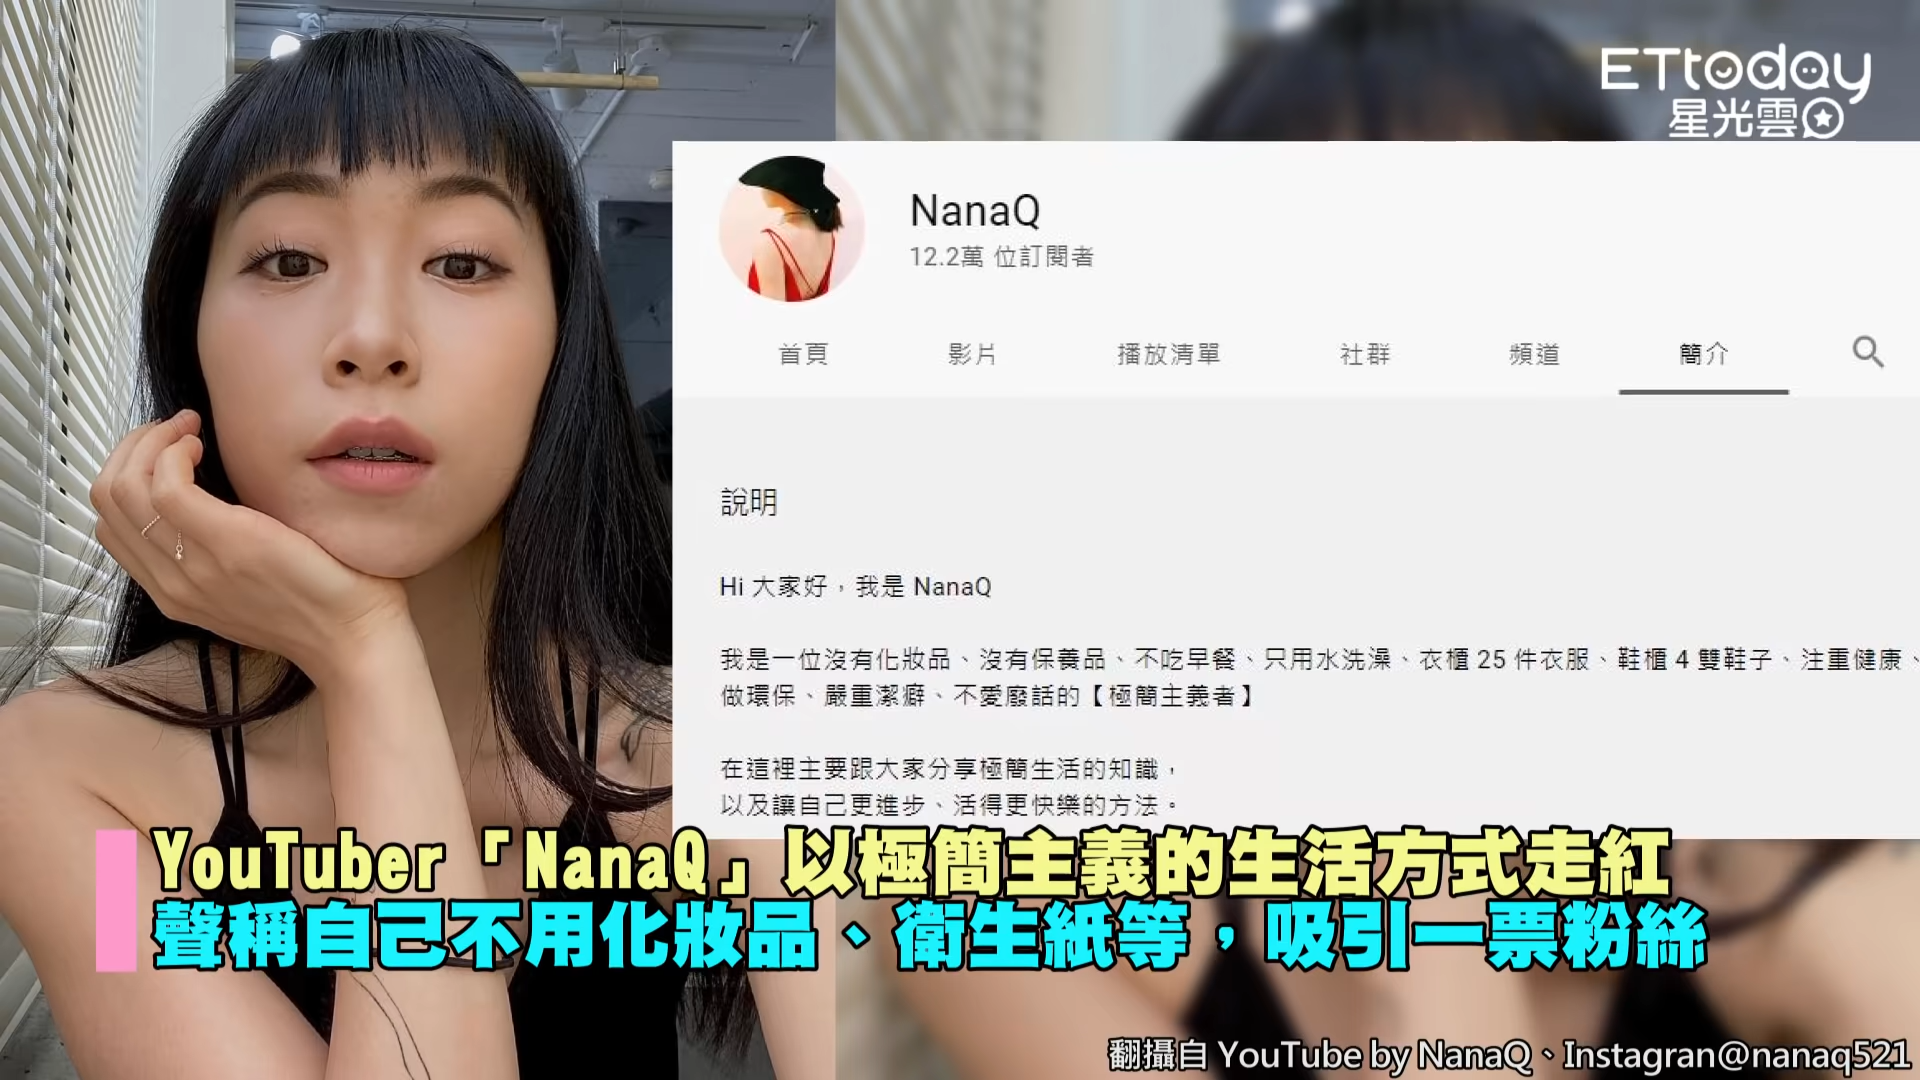 ETtoday
星光雲
NanaQ
12.2萬 位訂閱者
首頁 影片 播放清單 社群 頻道 簡介
說明
Hi 大家好，我是 NanaQ
我是一位沒有化妝品、沒有保養品、不吃早餐、只用水洗澡、衣櫃 25 件衣服、鞋櫃 4 雙鞋子、注重健康、
做環保、嚴重潔癖、不愛廢話的【極簡主義者】
在這裡主要跟大家分享極簡生活的知識，
以及讓自己更進步、活得更快樂的方法。
YouTuber「NanaQ」以極簡主義的生活方式走紅
聲稱自己不用化妝品、衛生紙等，吸引一票粉絲
翻攝自 YouTube by NanaQ、Instagran@nanaq521